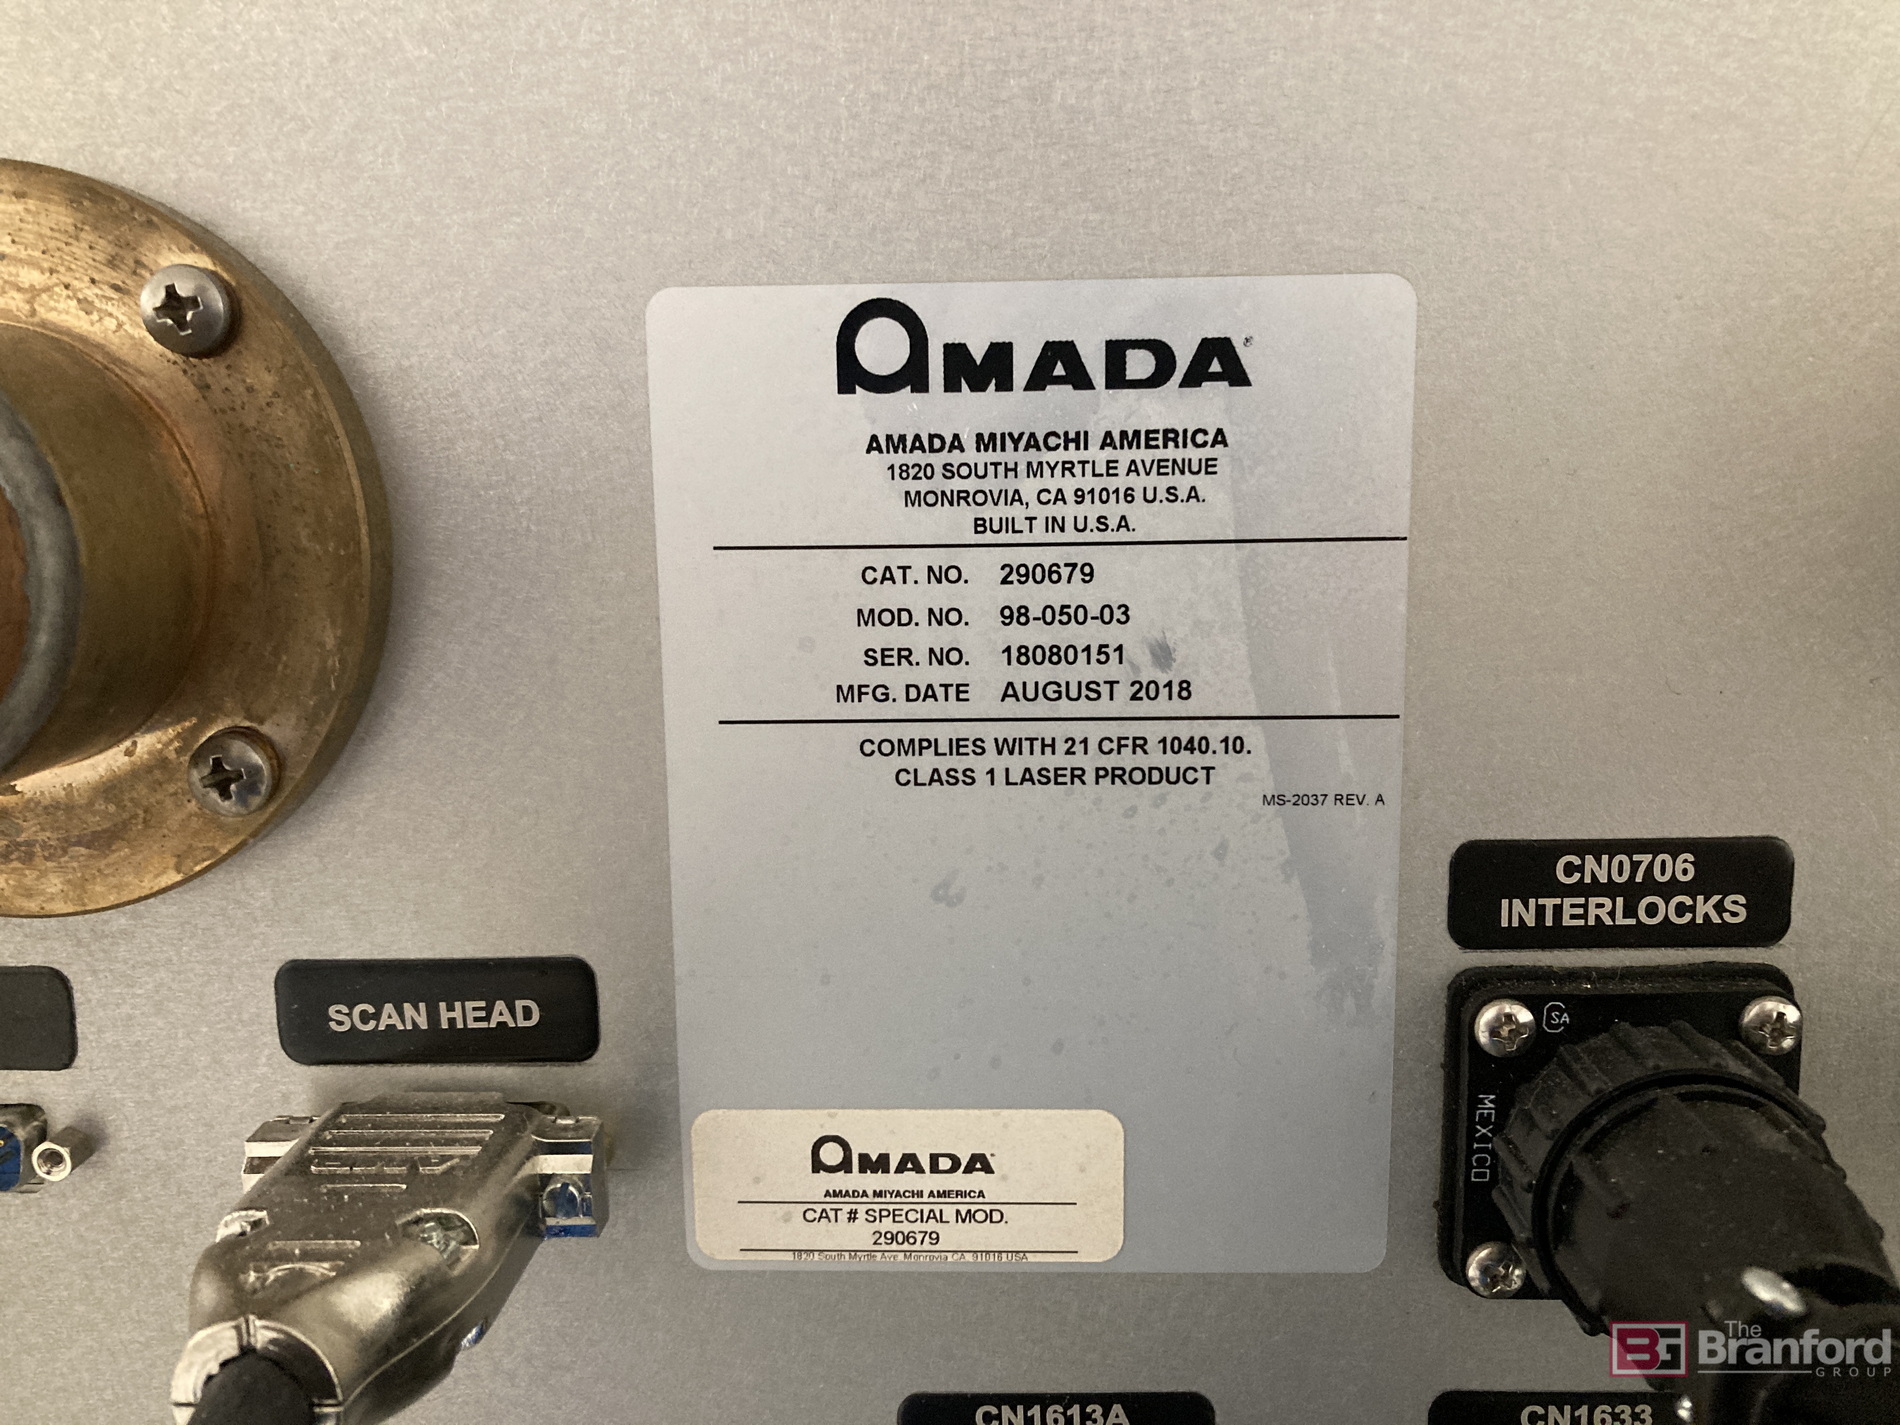 AMADA®
AMADA MIYACHI AMERICA
1820 SOUTH MYRTLE AVENUE
MONROVIA, CA 91016 U.S.A.
BUILT IN U.S.A.
CAT. NO. 290679
MOD. NO. 98-050-03
SER. NO. 18080151
MFG. DATE AUGUST 2018
COMPLIES WITH 21 CFR 1040.10.
CLASS 1 LASER PRODUCT
MS-2037 REV. A
CN0706
INTERLOCKS
SCAN HEAD
SA
MEXICO
AMADA
AMADA MIYACHI AMERICA
CAT # SPECIAL MOD.
290679
1820 South Myrtle Ave. Monrovia CA. 91016 USA
CN1613A
CN1633
BG The
Branford
GROUP